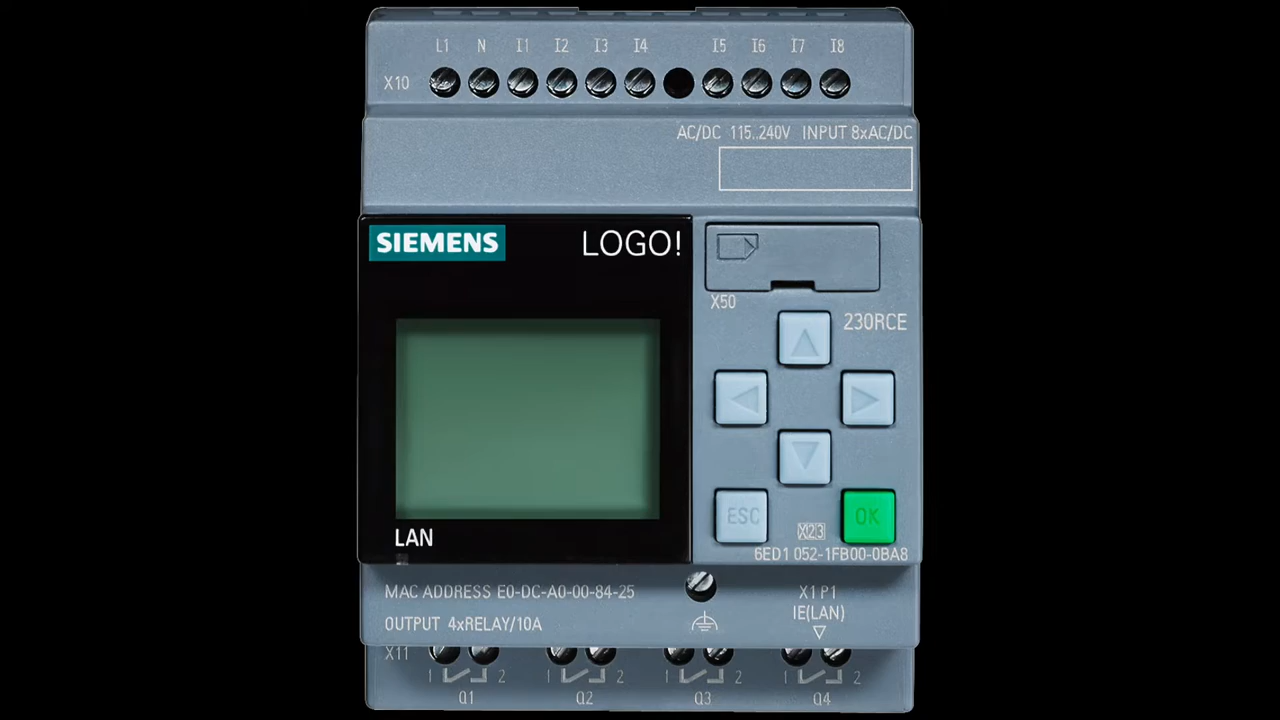 L1 N I1 I2 I3 I4 I5 I6 I7 I8
X10
AC/DC 115..240V INPUT 8xAC/DC
SIEMENS LOGO!
X50
230RCE
ESC OK
X 2 3
6ED1 052-1FB00-0BA8
LAN
MAC ADDRESS E0-DC-A0-00-84-25
X1 P1
IE(LAN)
OUTPUT 4xRELAY/10A
X11
1 2 1 2 1 2 1 2
Q1 Q2 Q3 Q4